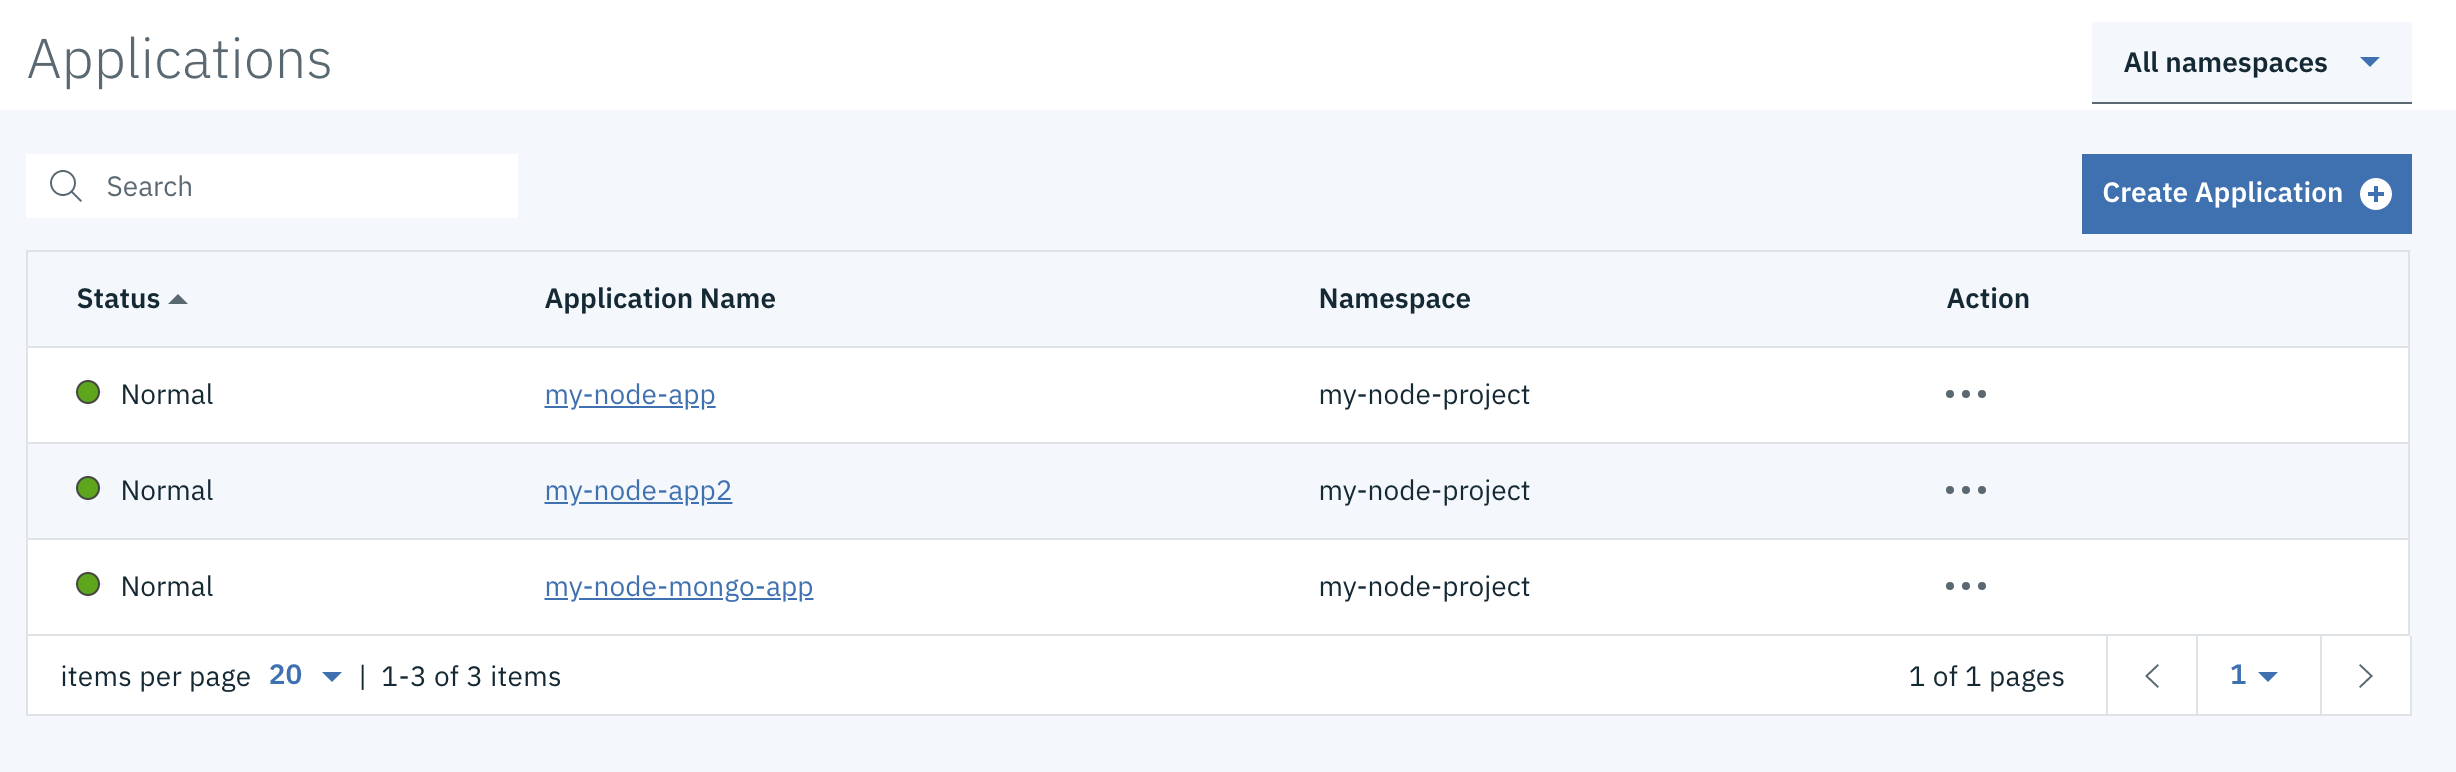 Applications
All namespaces
Search
Create Application
Status Application Name Namespace Action
Normal my-node-app my-node-project
Normal my-node-app2 my-node-project
Normal my-node-mongo-app my-node-project
items per page 20 | 1-3 of 3 items 1 of 1 pages 1